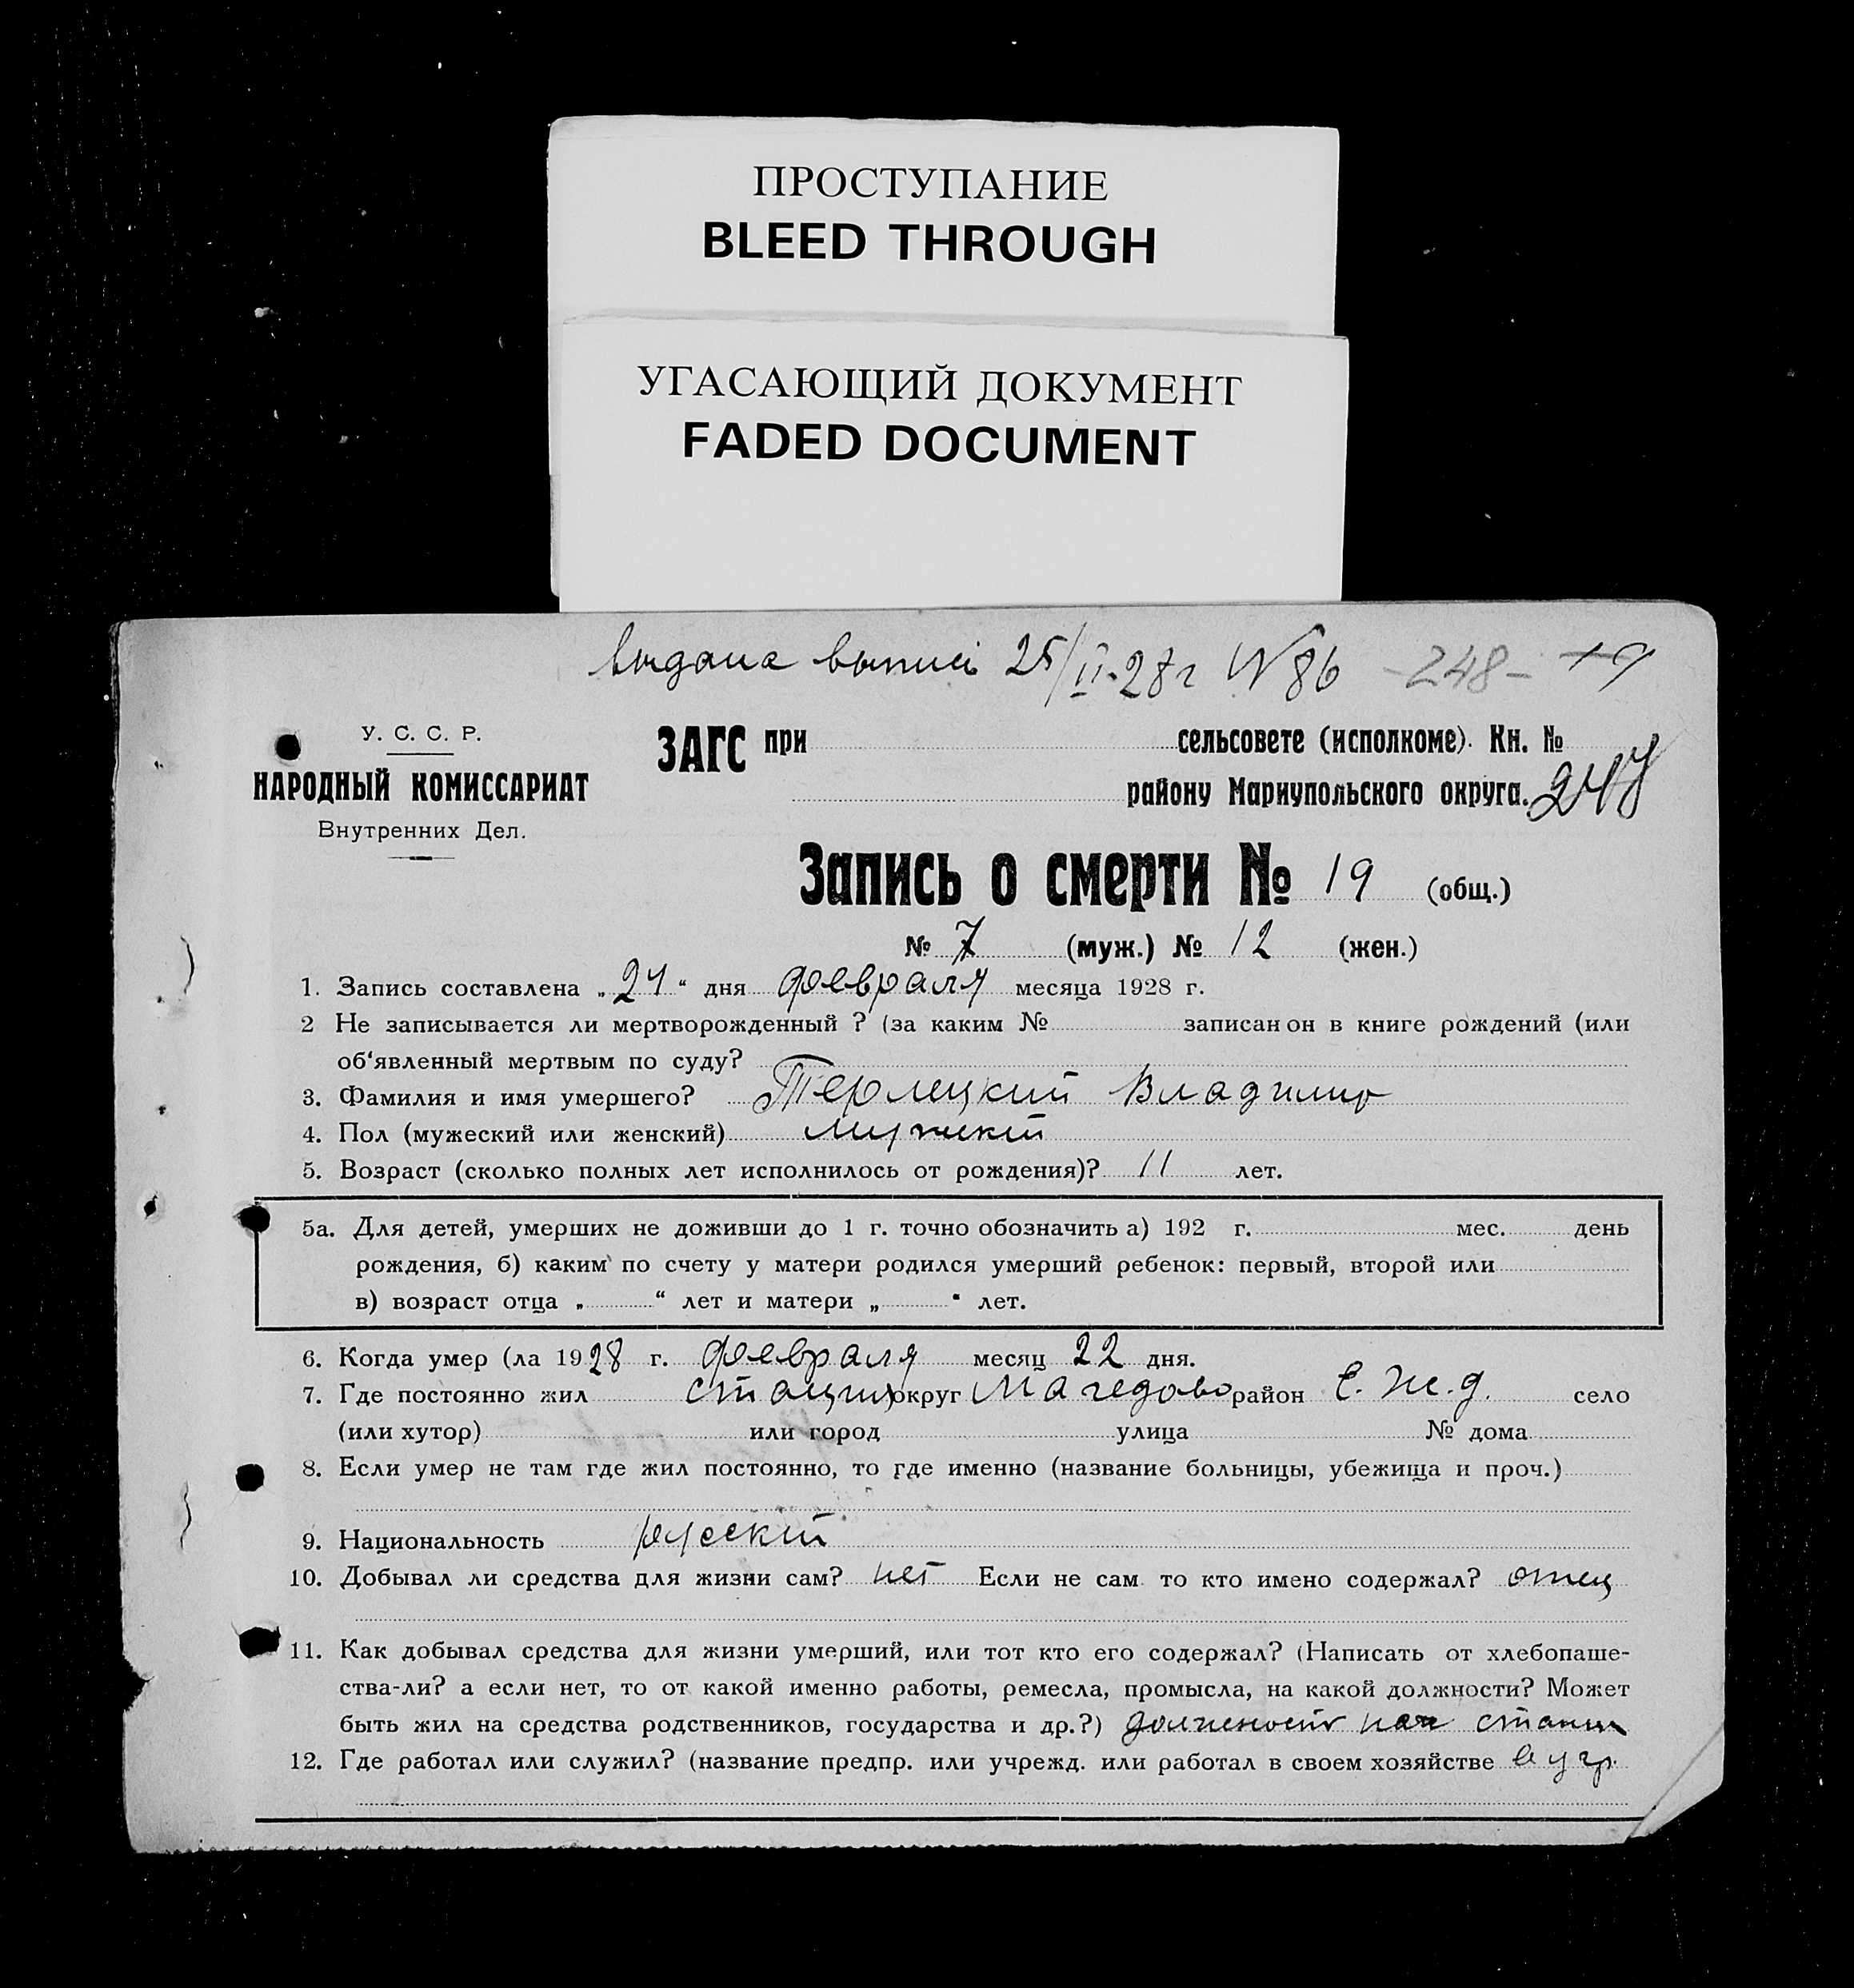 ПРОСТУПАНИЕ
BLEED THROUGH
УГАСАЮЩИЙ ДОКУМЕНТ
FADED DOCUMENT
выдана выпись 25/II-28 г N 86 -248-
У. С. С. Р.
ЗАГС при сельсовете (исполкоме). Кн. №
НАРОДНЫЙ КОМИССАРИАТ
району Мариупольского округа. 247
Внутренних Дел.
Запись о смерти № 19 (общ.)
№ 7 (муж.) № 12 (жен.)
1. Запись составлена „24“ дня февраля месяца 1928 г.
2 Не записывается ли мертворожденный ? (за каким № записан он в книге рождений (или
об'явленный мертвым по суду?
3. Фамилия и имя умершего? Терлецкий Владимир
4. Пол (мужеский или женский) мужский
5. Возраст (сколько полных лет исполнилось от рождения)? 11 лет.
5а. Для детей, умерших не доживши до 1 г. точно обозначить а) 192 г. мес. день
рождения, б) каким по счету у матери родился умерший ребенок: первый, второй или
в) возраст отца „ “ лет и матери „ “ лет.
6. Когда умер (ла 1928 г. февраля месяц 22 дня.
7. Где постоянно жил станция округ район Е. ж. д. село
(или хутор) или город улица № дома
8. Если умер не там где жил постоянно, то где именно (название больницы, убежища и проч.)
9. Национальность русский
10. Добывал ли средства для жизни сам? нет Если не сам то кто имено содержал? отец
11. Как добывал средства для жизни умерший, или тот кто его содержал? (Написать от хлебопаше-
ства-ли? а если нет, то от какой именно работы, ремесла, промысла, на какой должности? Может
быть жил на средства родственников, государства и др.?) должность нач станции
12. Где работал или служил? (название предпр. или учрежд. или работал в своем хозяйстве